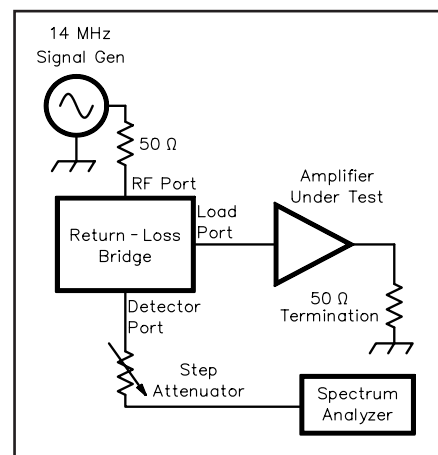 14 MHz
Signal Gen
50 Ω
RF Port
Amplifier
Under Test
Load
Port
Return-Loss
Bridge
50 Ω
Termination
Detector
Port
Step
Attenuator
Spectrum
Analyzer